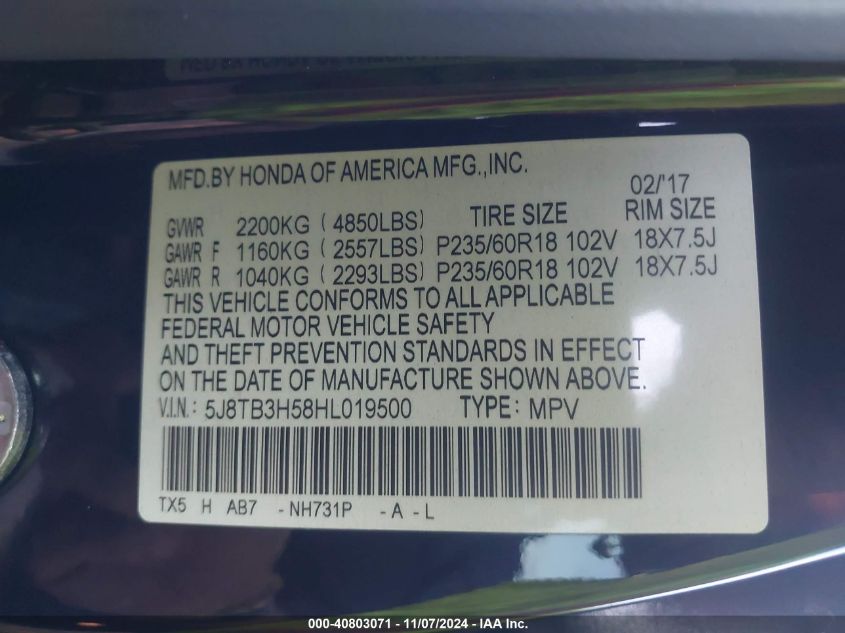 MFD.BY HONDA OF AMERICA MFG.,INC.
02/'17
GVWR 2200KG ( 4850LBS) TIRE SIZE RIM SIZE
GAWR F 1160KG ( 2557LBS) P235/60R18 102V 18X7.5J
GAWR R 1040KG ( 2293LBS) P235/60R18 102V 18X7.5J
THIS VEHICLE CONFORMS TO ALL APPLICABLE
FEDERAL MOTOR VEHICLE SAFETY
AND THEFT PREVENTION STANDARDS IN EFFECT
ON THE DATE OF MANUFACTURE SHOWN ABOVE.
V.I.N.: 5J8TB3H58HL019500 TYPE: MPV
TX5 H AB7 -NH731P -A -L
000-40803071 - 11/07/2024 - IAA Inc.